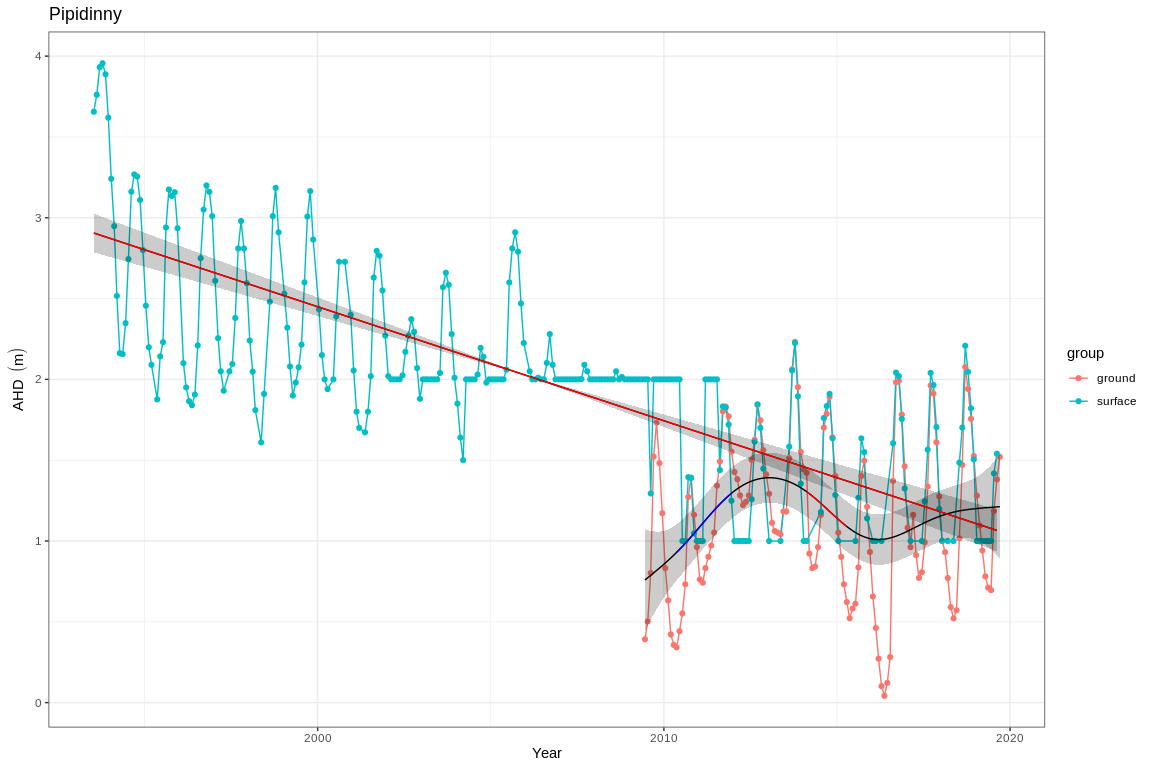 Pipidinny
4
3
2
1
0
AHD (m)
2000
2010
2020
Year
group
ground
surface